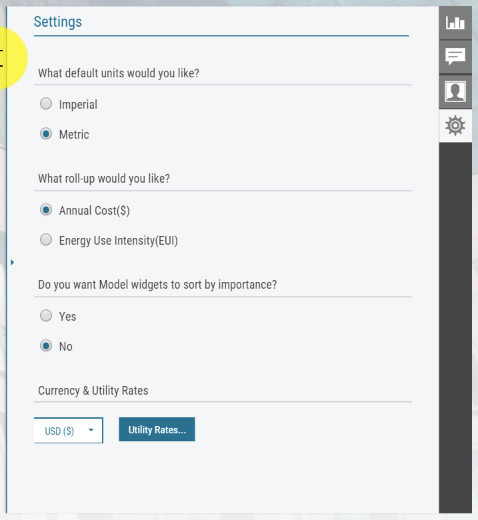 Settings
What default units would you like?
Imperial
Metric
What roll-up would you like?
Annual Cost($)
Energy Use Intensity(EUI)
Do you want Model widgets to sort by importance?
Yes
No
Currency & Utility Rates
USD ($)
Utility Rates...